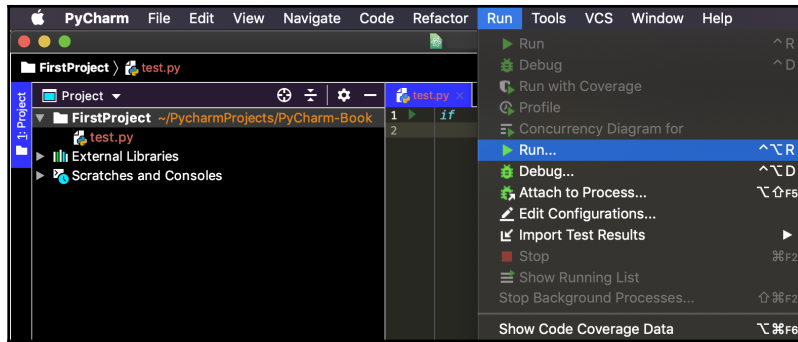 PyCharm File Edit View Navigate Code Refactor Run Tools VCS Window Help
FirstProject 〉 test.py
1: Project
Project
FirstProject ~/PycharmProjects/PyCharm-Book
test.py
External Libraries
Scratches and Consoles
test.py ×
1 if
2
Run ^R
Debug ^D
Run with Coverage
Profile
Concurrency Diagram for
Run... ^⌥R
Debug... ^⌥D
Attach to Process... ⌥⇧F5
Edit Configurations...
Import Test Results
Stop ⌘F2
Show Running List
Stop Background Processes... ⇧⌘F2
Show Code Coverage Data ⌥⌘F6